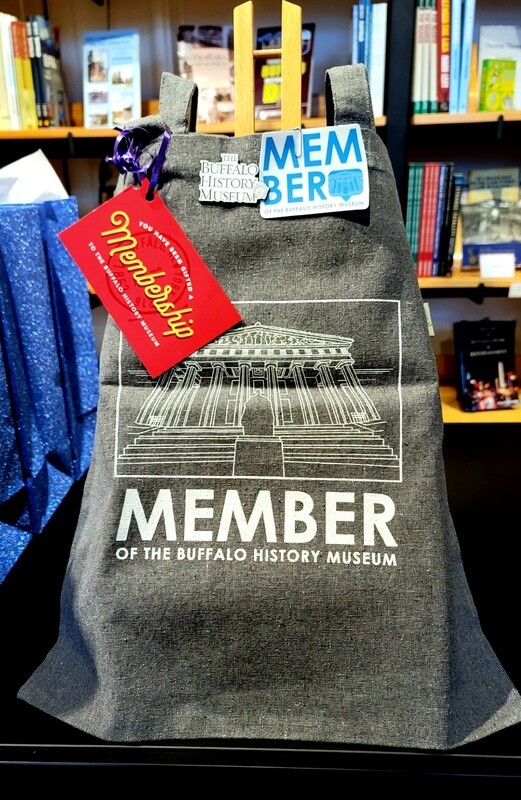 THE
BUFFALO
HISTORY
MUSEUM
MEM
BER
OF THE BUFFALO HISTORY MUSEUM
YOU HAVE BEEN GIFTED A
Membership
TO THE BUFFALO HISTORY MUSEUM
MEMBER
OF THE BUFFALO HISTORY MUSEUM